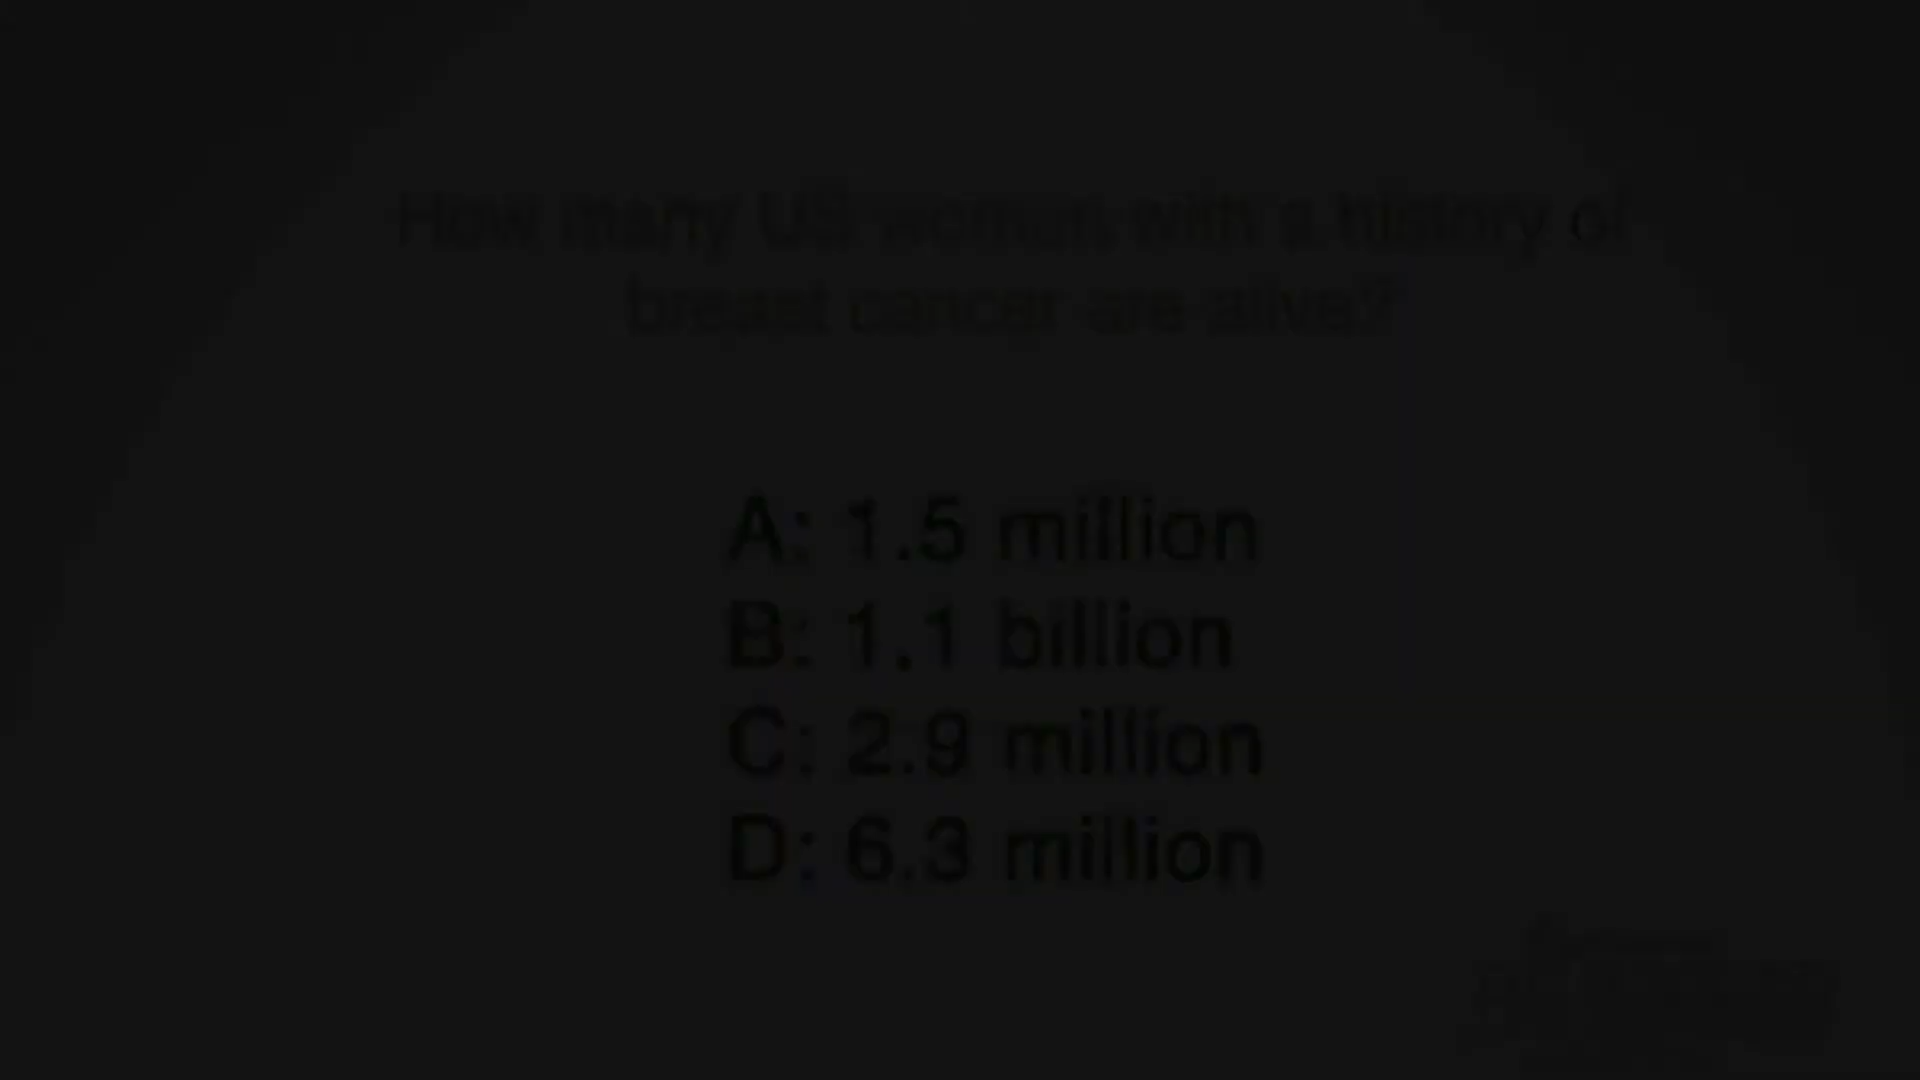 How many US women with a history of
breast cancer are alive?
A: 1.5 million
B: 1.1 billion
C: 2.9 million
D: 6.3 million